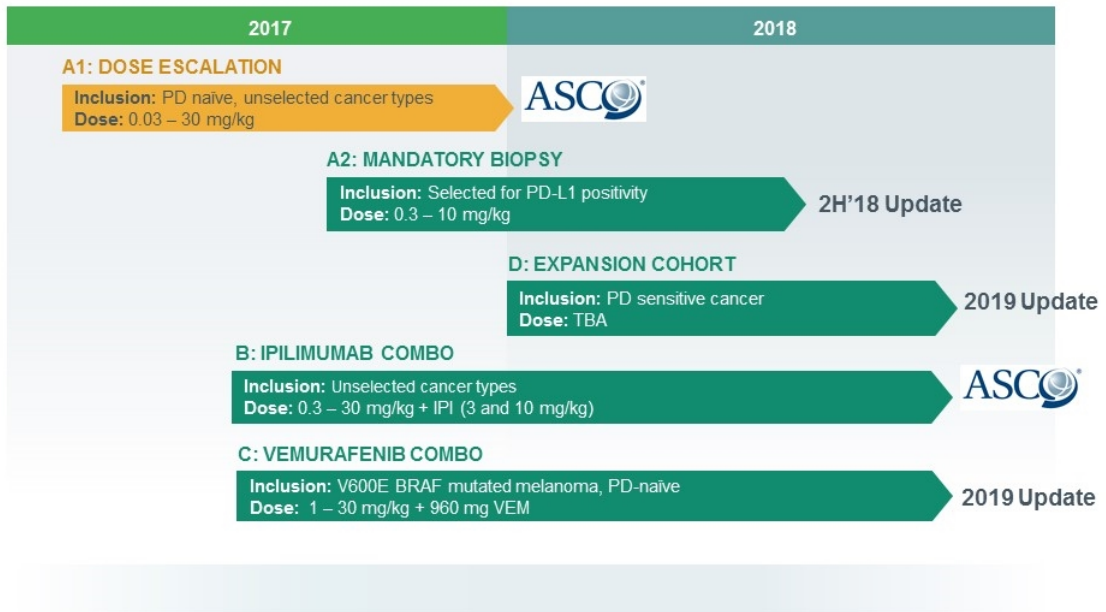 2017
2018
A1: DOSE ESCALATION
Inclusion: PD naïve, unselected cancer types
Dose: 0.03 – 30 mg/kg
ASCO®
A2: MANDATORY BIOPSY
Inclusion: Selected for PD-L1 positivity
Dose: 0.3 – 10 mg/kg
2H'18 Update
D: EXPANSION COHORT
Inclusion: PD sensitive cancer
Dose: TBA
2019 Update
B: IPILIMUMAB COMBO
Inclusion: Unselected cancer types
Dose: 0.3 – 30 mg/kg + IPI (3 and 10 mg/kg)
ASCO®
C: VEMURAFENIB COMBO
Inclusion: V600E BRAF mutated melanoma, PD-naïve
Dose: 1 – 30 mg/kg + 960 mg VEM
2019 Update